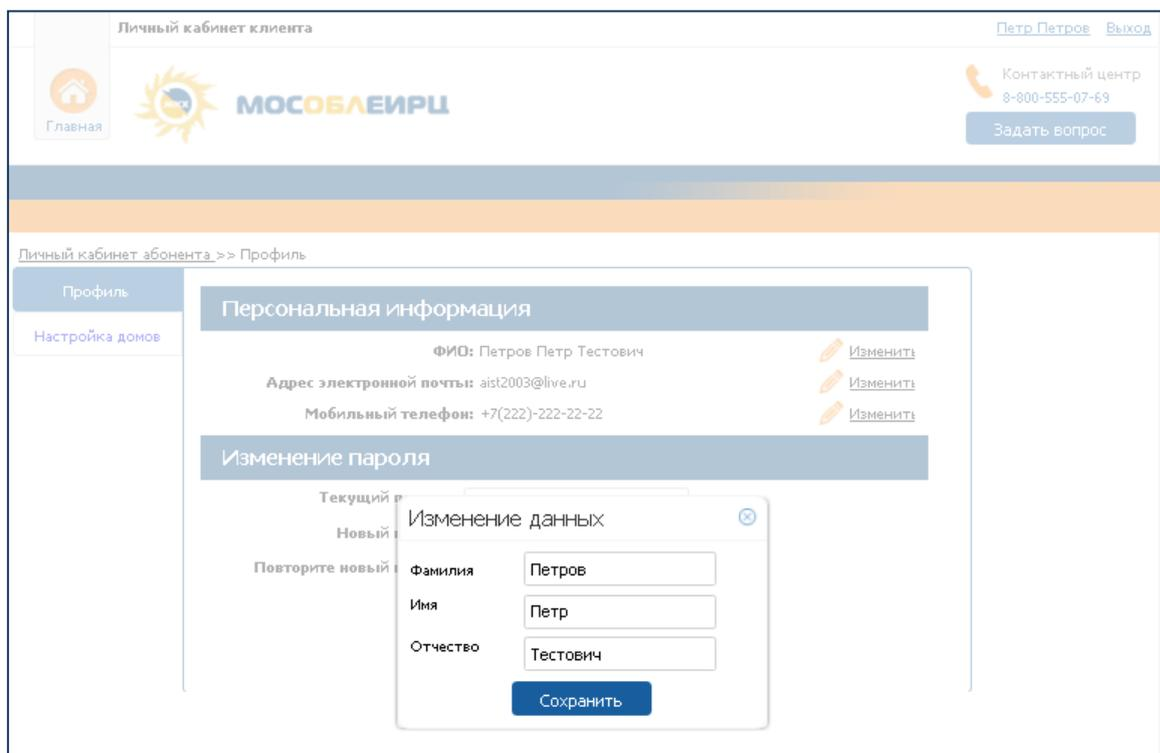 Личный кабинет клиента
Петр Петров Выход
Главная
МОСОБЛЕИРЦ
Контактный центр
8-800-555-07-69
Задать вопрос
Личный кабинет абонента >> Профиль
Профиль
Настройка домов
Персональная информация
ФИО: Петров Петр Тестович Изменить
Адрес электронной почты: aist2003@live.ru Изменить
Мобильный телефон: +7(222)-222-22-22 Изменить
Изменение пароля
Текущий
Новый
Повторите новый
Изменение данных
Фамилия Петров
Имя Петр
Отчество Тестович
Сохранить